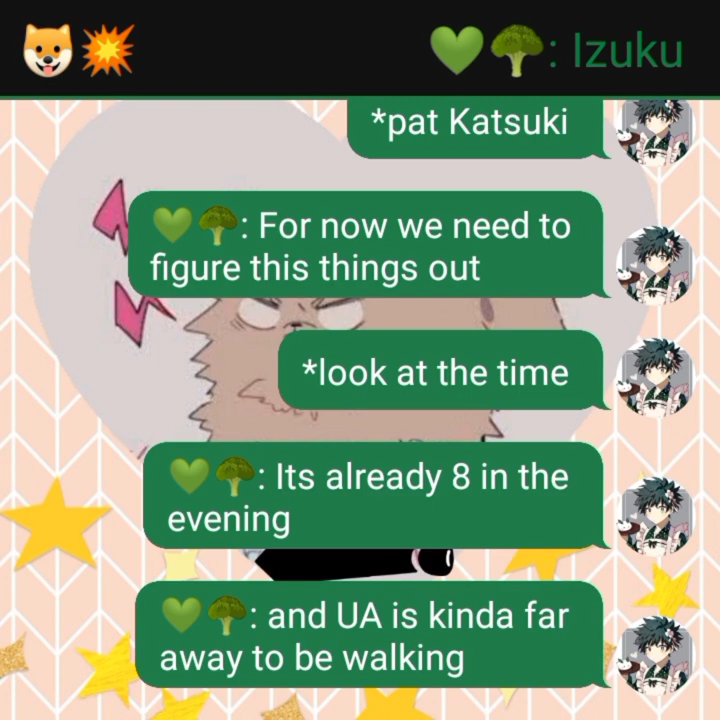 🐶💥 💚🥦: Izuku
*pat Katsuki
💚🥦: For now we need to
figure this things out
*look at the time
💚🥦: Its already 8 in the
evening
💚🥦: and UA is kinda far
away to be walking